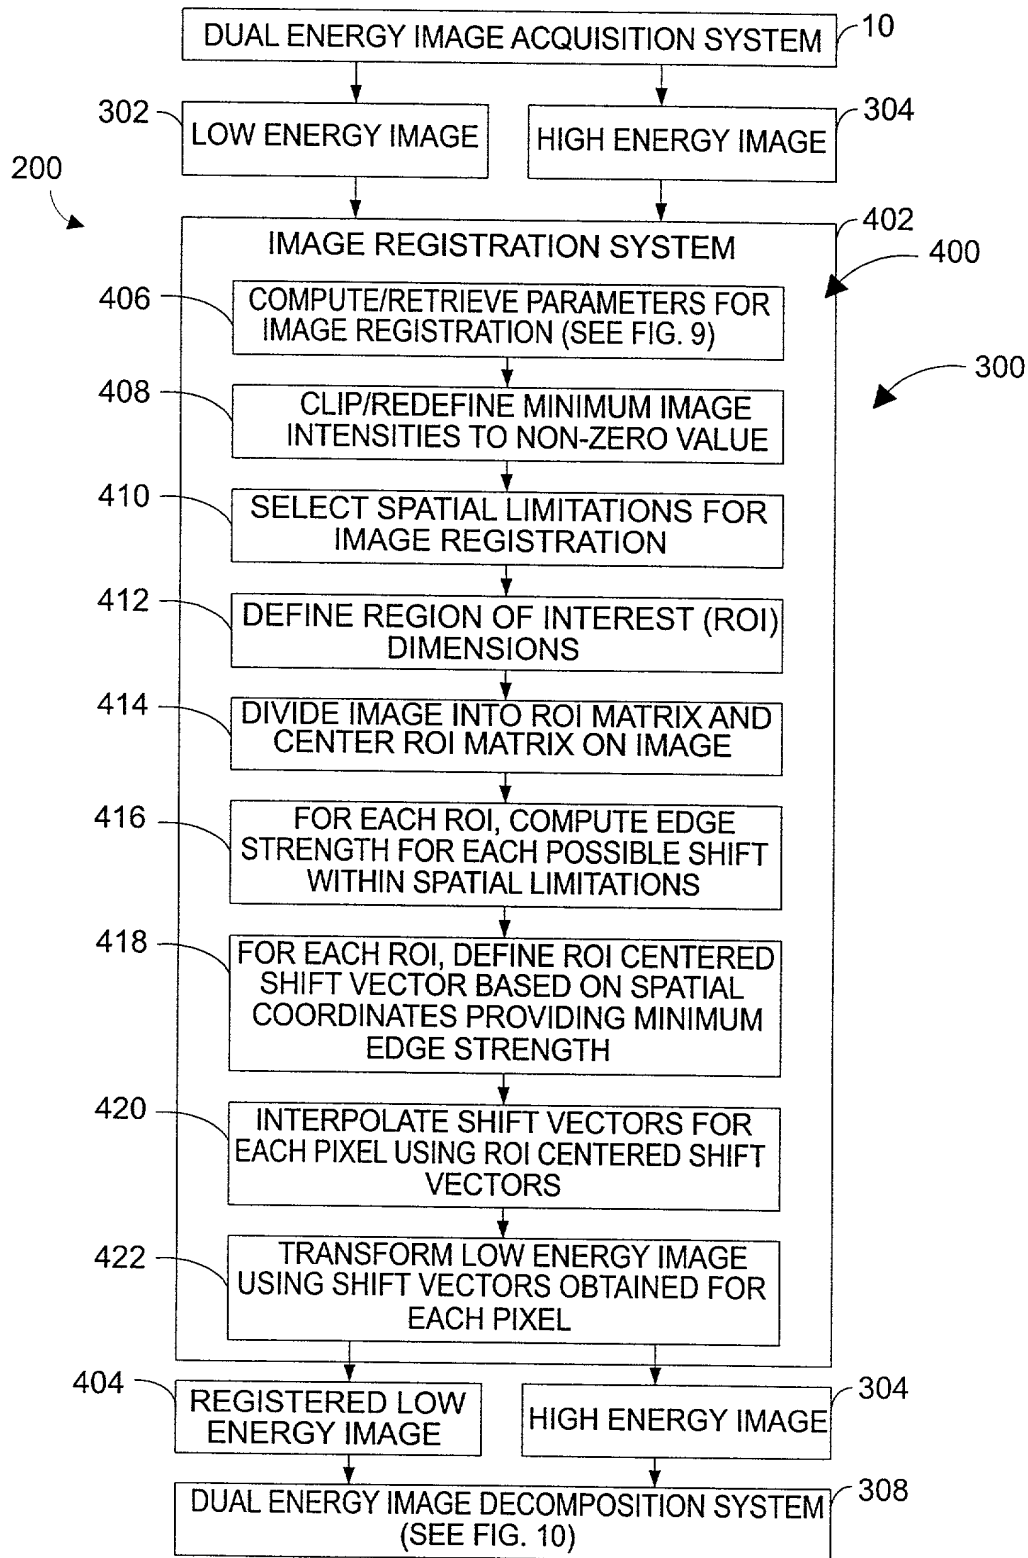 DUAL ENERGY IMAGE ACQUISITION SYSTEM
10
302
LOW ENERGY IMAGE
HIGH ENERGY IMAGE
304
200
IMAGE REGISTRATION SYSTEM
402
400
300
406
COMPUTE/RETRIEVE PARAMETERS FOR
IMAGE REGISTRATION (SEE FIG. 9)
408
CLIP/REDEFINE MINIMUM IMAGE
INTENSITIES TO NON-ZERO VALUE
410
SELECT SPATIAL LIMITATIONS FOR
IMAGE REGISTRATION
412
DEFINE REGION OF INTEREST (ROI)
DIMENSIONS
414
DIVIDE IMAGE INTO ROI MATRIX AND
CENTER ROI MATRIX ON IMAGE
416
FOR EACH ROI, COMPUTE EDGE
STRENGTH FOR EACH POSSIBLE SHIFT
WITHIN SPATIAL LIMITATIONS
418
FOR EACH ROI, DEFINE ROI CENTERED
SHIFT VECTOR BASED ON SPATIAL
COORDINATES PROVIDING MINIMUM
EDGE STRENGTH
420
INTERPOLATE SHIFT VECTORS FOR
EACH PIXEL USING ROI CENTERED SHIFT
VECTORS
422
TRANSFORM LOW ENERGY IMAGE
USING SHIFT VECTORS OBTAINED FOR
EACH PIXEL
404
REGISTERED LOW
ENERGY IMAGE
HIGH ENERGY IMAGE
304
DUAL ENERGY IMAGE DECOMPOSITION SYSTEM
(SEE FIG. 10)
308